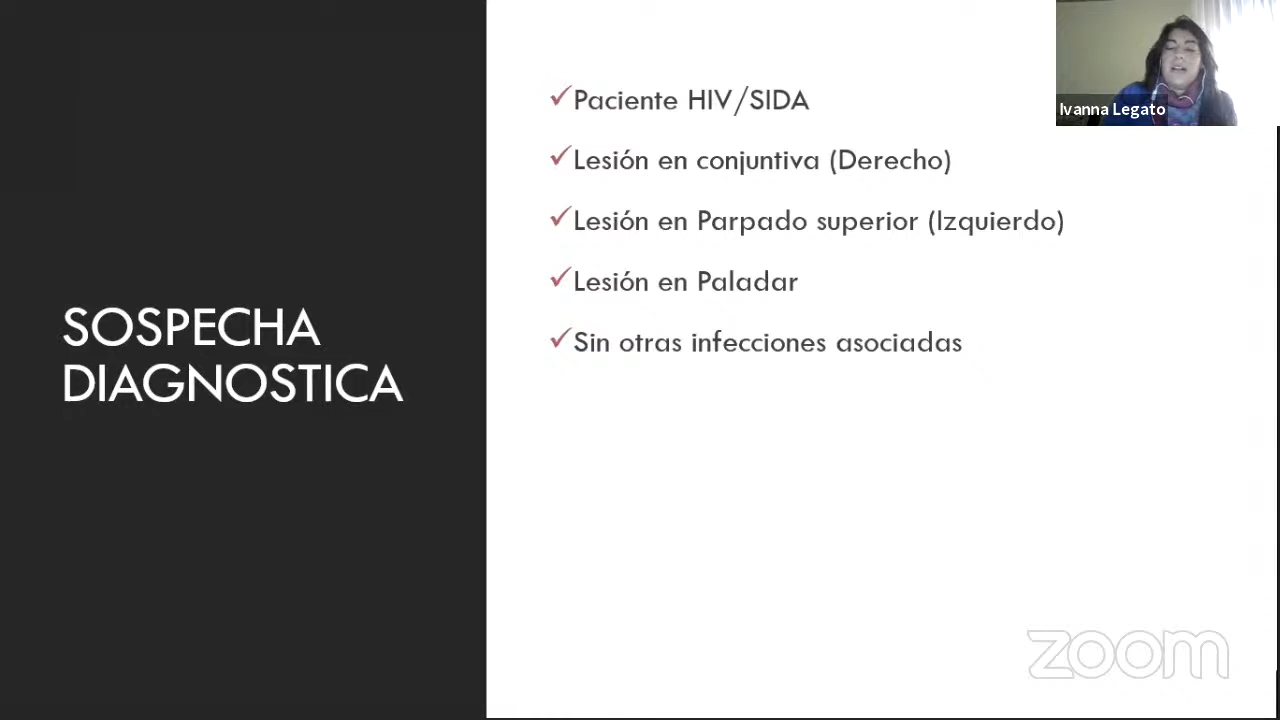 SOSPECHA
DIAGNOSTICA
Paciente HIV/SIDA
Lesión en conjuntiva (Derecho)
Lesión en Parpado superior (Izquierdo)
Lesión en Paladar
Sin otras infecciones asociadas
Ivanna Legato
zoom